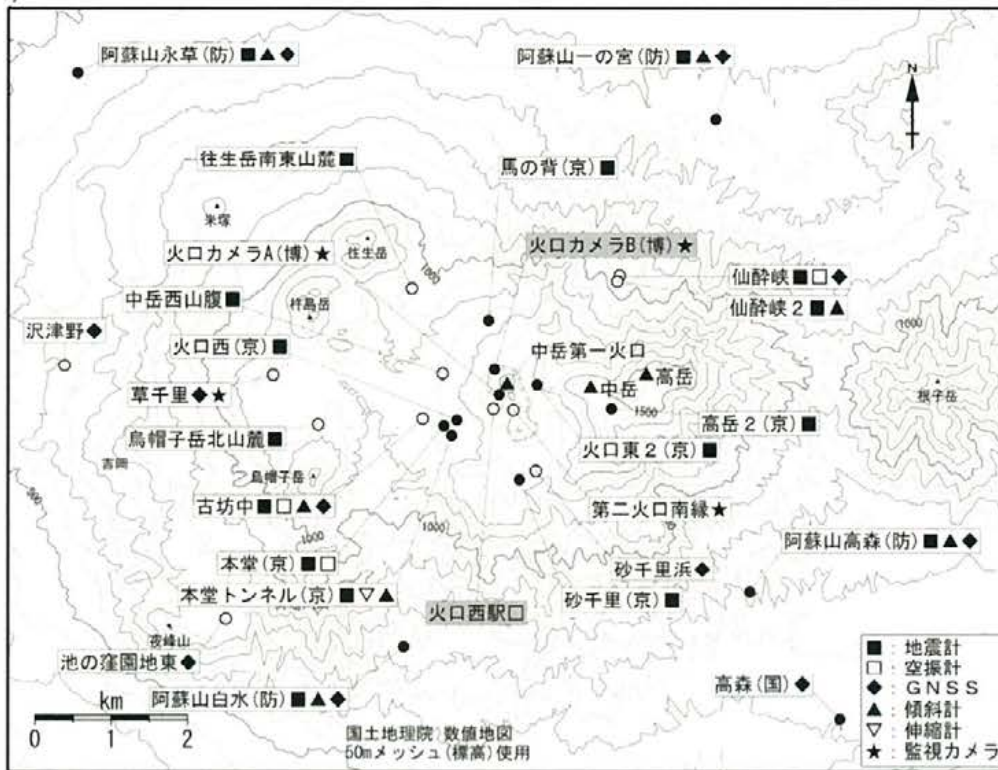 阿蘇山永草(防)■▲◆
阿蘇山一の宮(防)■▲◆
N
往生岳南東山麓■
馬の背(京)■
米塚
火口カメラA(博)★
往生岳
1000
火口カメラB(博)★
中岳西山腹■
杵島岳
仙酔峡■□◆
仙酔峡2■▲
沢津野◆
火口西(京)■
中岳第一火口
1000
草千里◆★
中岳
高岳
根子岳
1500
烏帽子岳北山麓■
高岳2(京)■
吉岡
火口東2(京)■
烏帽子岳
古坊中■□▲◆
第二火口南縁★
500
1000
1000
1000
阿蘇山高森(防)■▲◆
本堂(京)■□
砂千里浜◆
本堂トンネル(京)■▽▲
火口西駅□
砂千里(京)■
夜峰山
池の窪園地東◆
高森(国)◆
阿蘇山白水(防)■▲◆
km
0 1 2
国土地理院 数値地図
50mメッシュ(標高)使用
■:地震計
□:空振計
◆:GNSS
▲:傾斜計
▽:伸縮計
★:監視カメラ